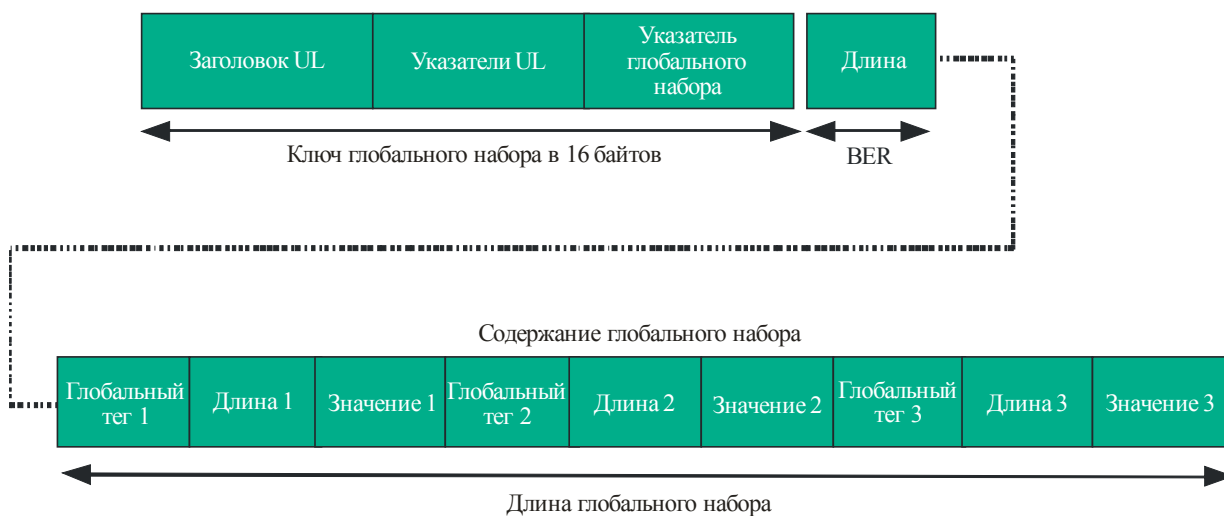 Заголовок UL
Указатели UL
Указатель
глобального
набора
Длина
Ключ глобального набора в 16 байтов
BER
Содержание глобального набора
Глобальный
тег 1
Длина 1
Значение 1
Глобальный
тег 2
Длина 2
Значение 2
Глобальный
тег 3
Длина 3
Значение 3
Длина глобального набора